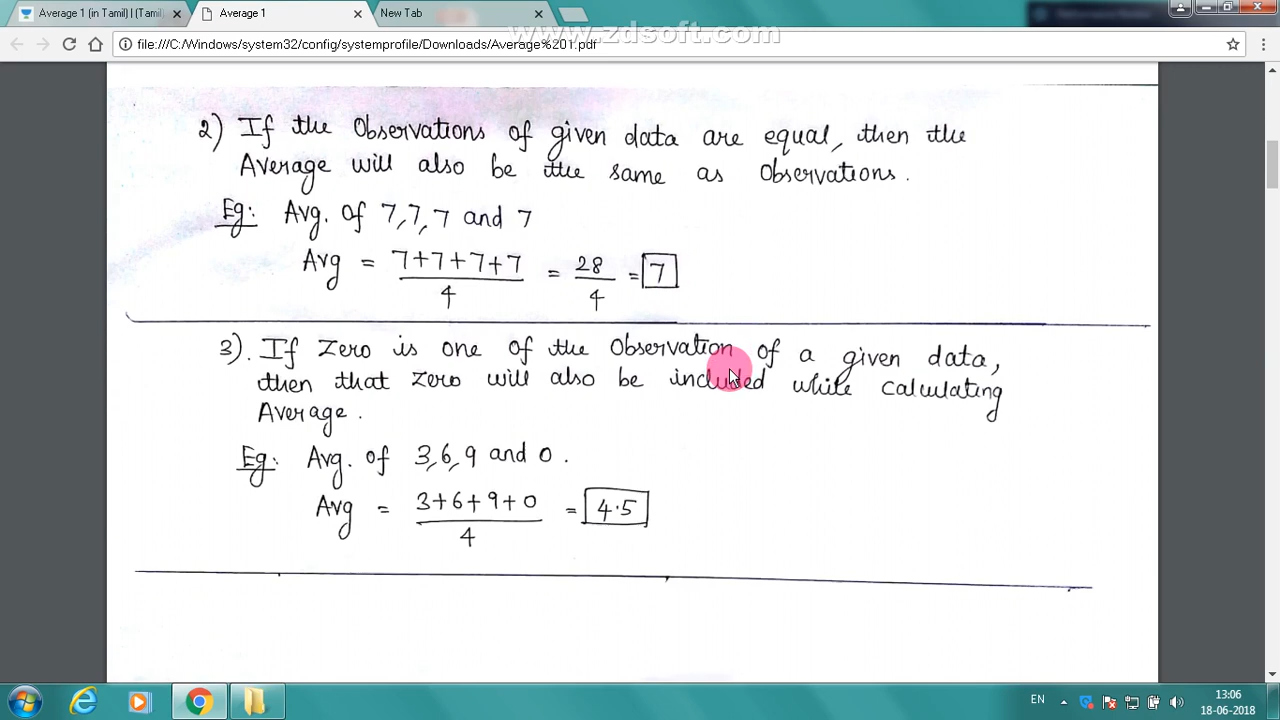 Average 1 (in Tamil) | (Tamil)
Average 1
New Tab
file:///C:/Windows/system32/config/systemprofile/Downloads/Average%201.pdf
www.zdsoft.com
2) If the Observations of given data are equal, then the
Average will also be the same as Observations.
Eg: Avg. Of 7,7,7 and 7
Avg = 7+7+7+7 / 4 = 28 / 4 = 7
3). If Zero is one of the Observation of a given data,
then that Zero will also be included while calculating
Average.
Eg: Avg. of 3,6,9 and 0.
Avg = 3+6+9+0 / 4 = 4.5
EN
13:06
18-06-2018